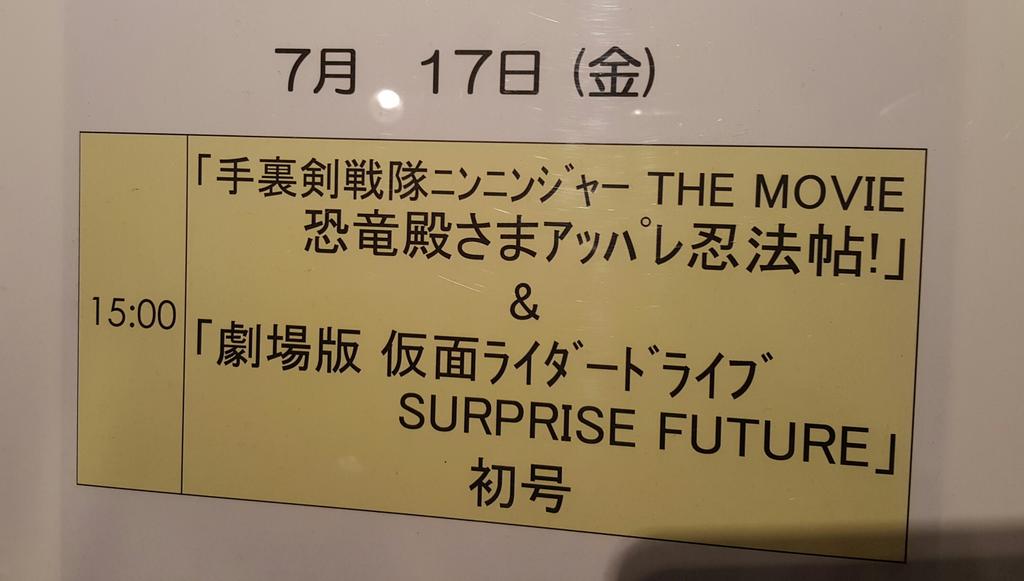 7月 17日 (金)
15:00
「手裏剣戦隊ﾆﾝﾆﾝｼﾞｬｰ THE MOVIE
恐竜殿さまｱｯﾊﾟﾚ忍法帖!」
&
「劇場版 仮面ﾗｲﾀﾞｰﾄﾞﾗｲﾌﾞ
SURPRISE FUTURE」
初号